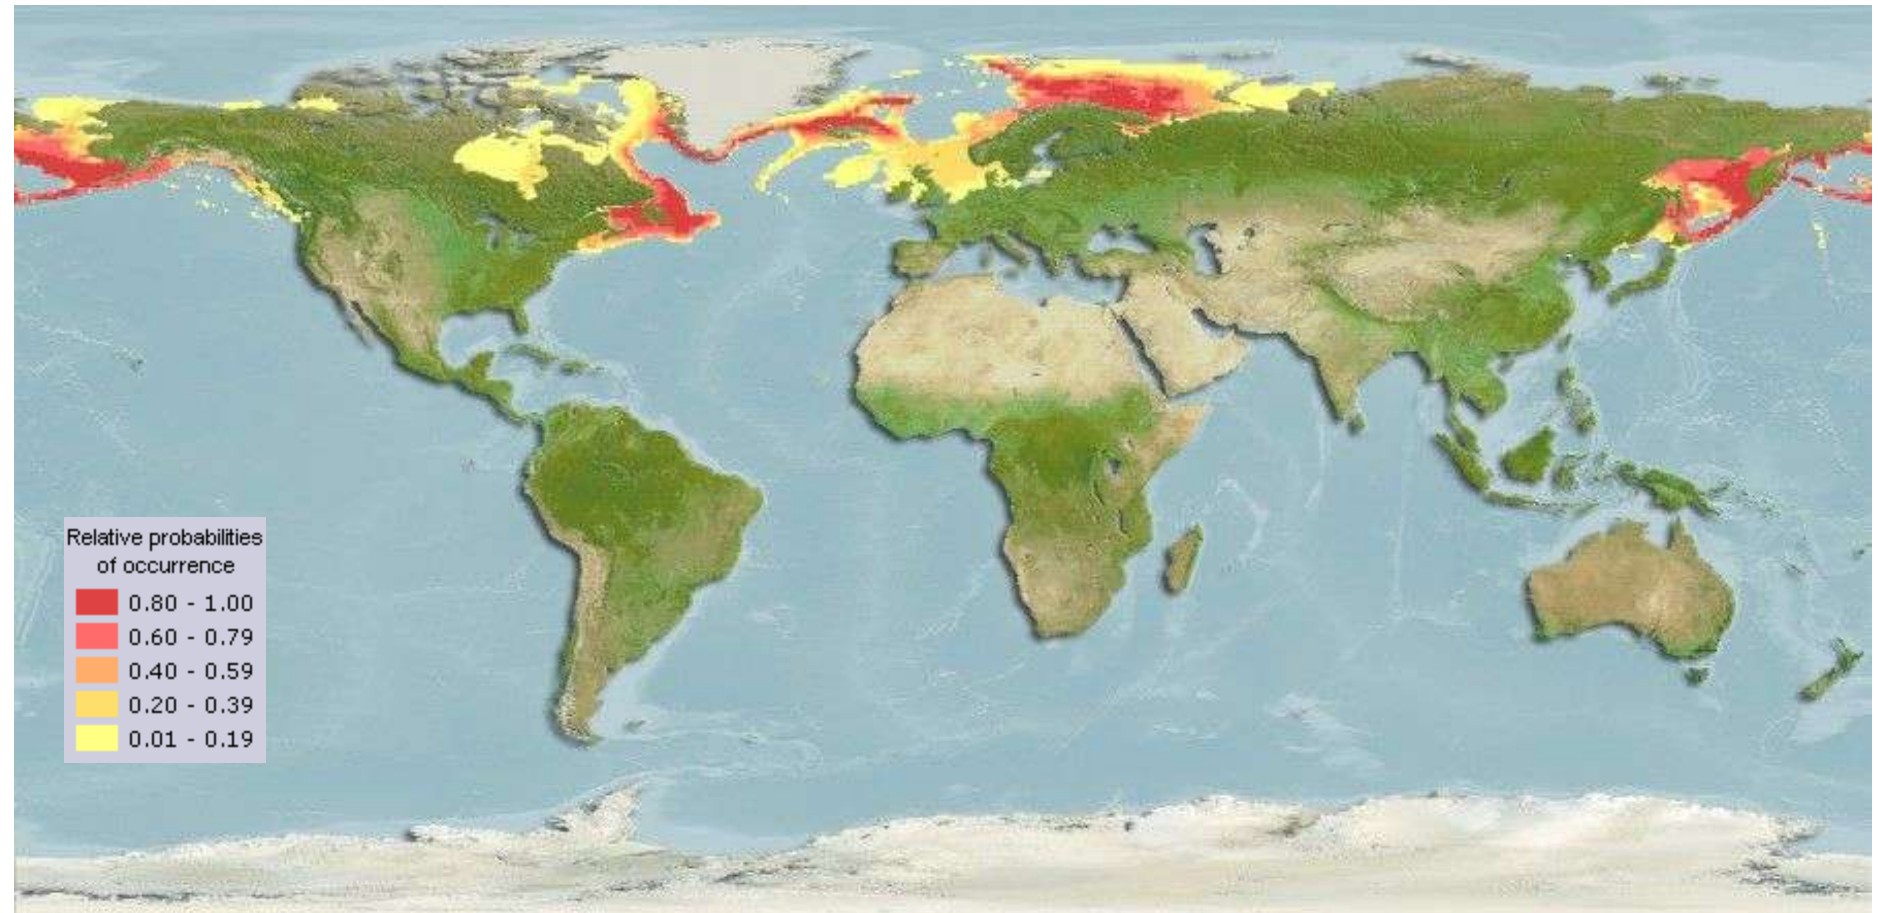 Relative probabilities
of occurrence
0.80 - 1.00
0.60 - 0.79
0.40 - 0.59
0.20 - 0.39
0.01 - 0.19